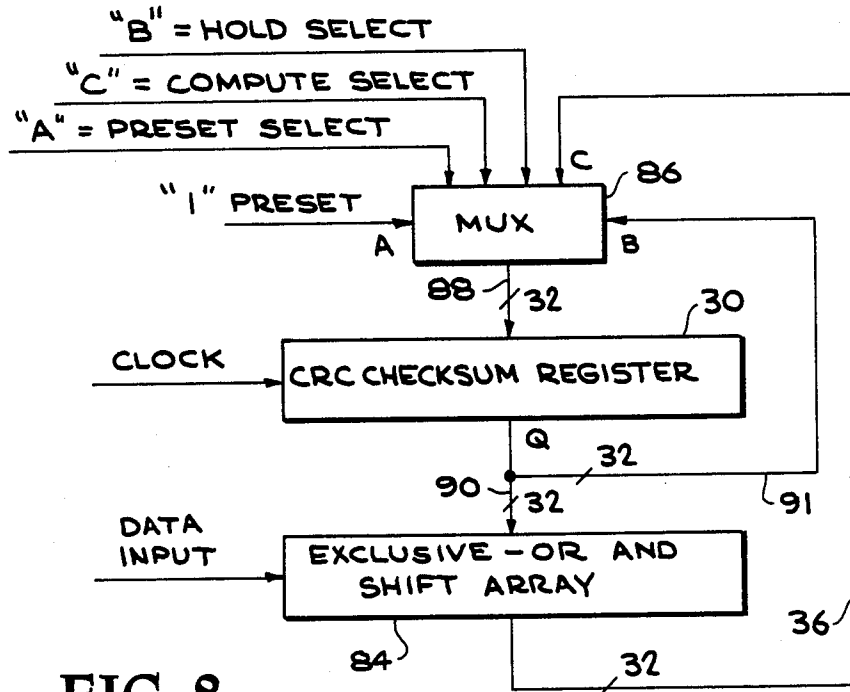 "B" = HOLD SELECT
"C" = COMPUTE SELECT
"A" = PRESET SELECT
C
86
"1" PRESET
MUX
A
B
88
32
30
CLOCK
CRC CHECKSUM REGISTER
Q
32
90
32
91
DATA
INPUT
EXCLUSIVE-OR AND
SHIFT ARRAY
36
84
32
FIG. 8